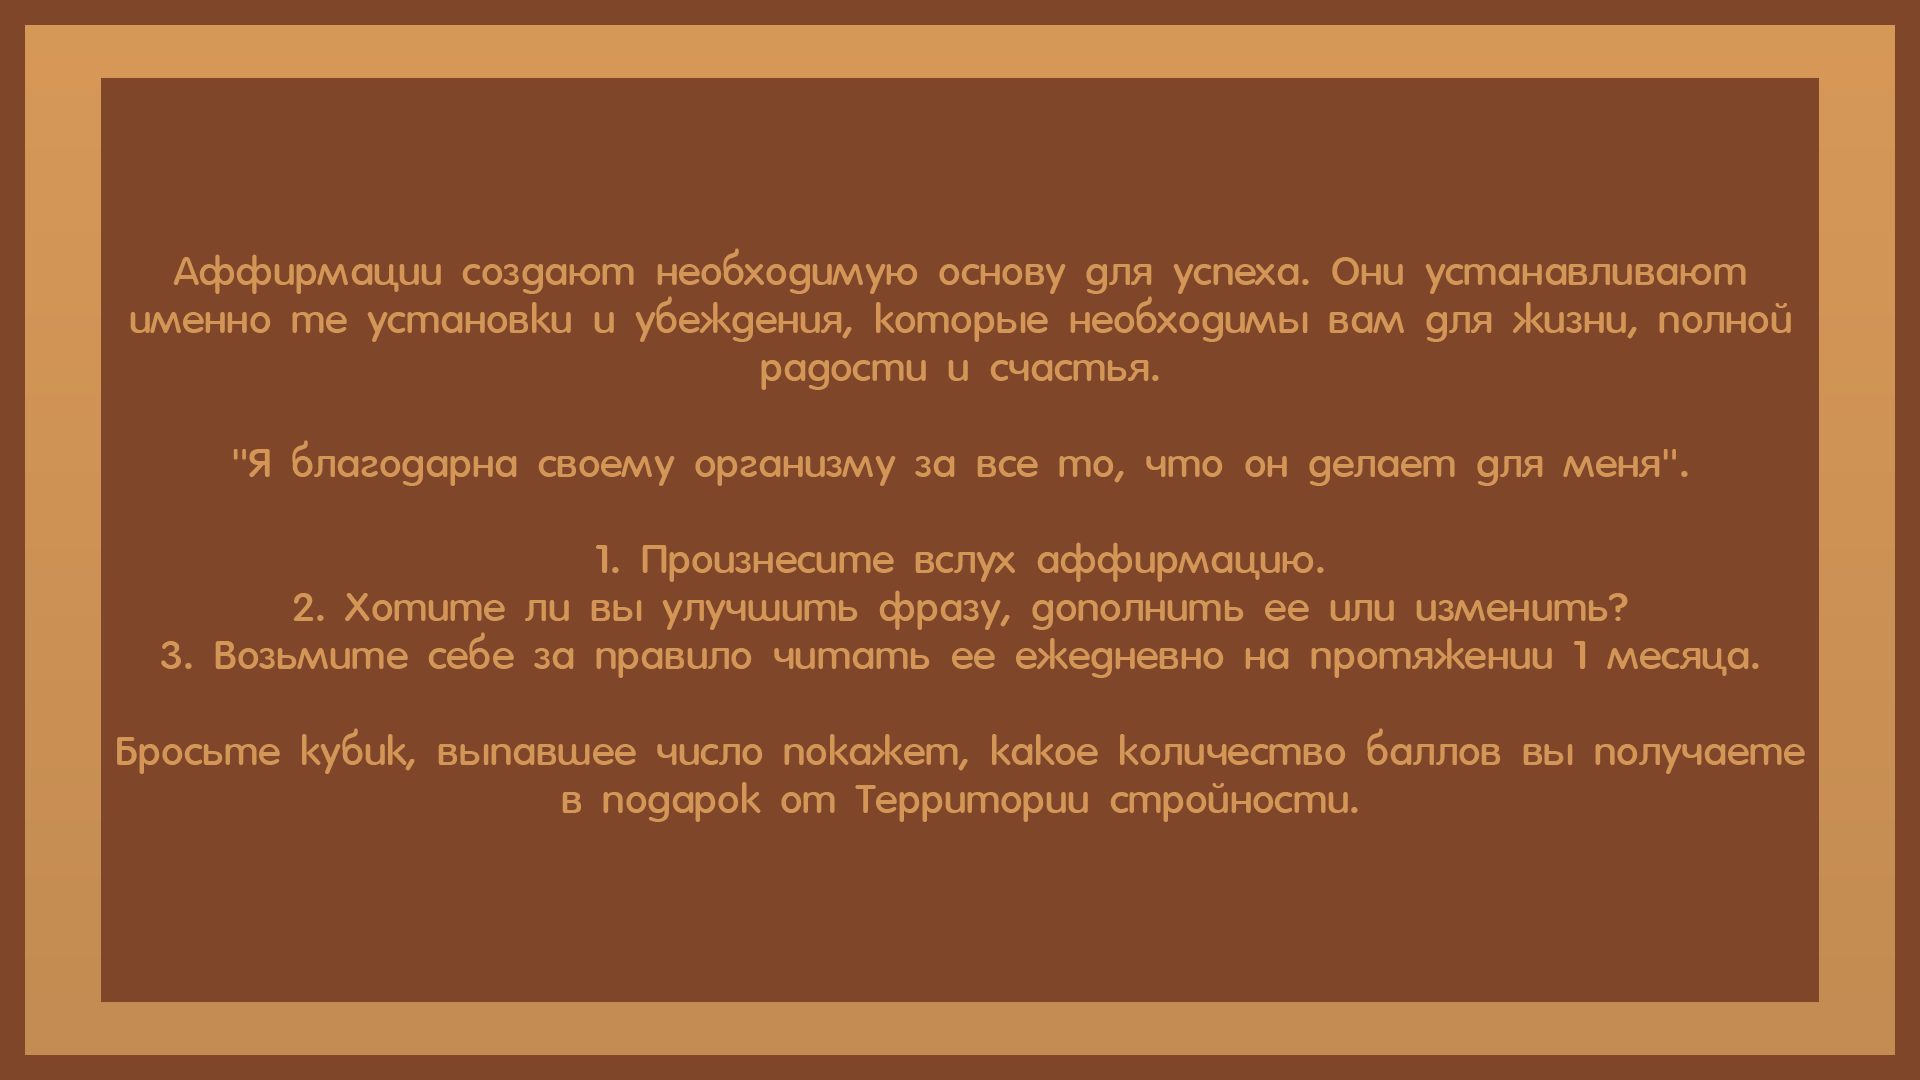 Аффирмации создают необходимую основу для успеха. Они устанавливают
именно те установки и убеждения, которые необходимы вам для жизни, полной
радости и счастья.
"Я благодарна своему организму за все то, что он делает для меня".
1. Произнесите вслух аффирмацию.
2. Хотите ли вы улучшить фразу, дополнить ее или изменить?
3. Возьмите себе за правило читать ее ежедневно на протяжении 1 месяца.
Бросьте кубик, выпавшее число покажет, какое количество баллов вы получаете
в подарок от Территории стройности.